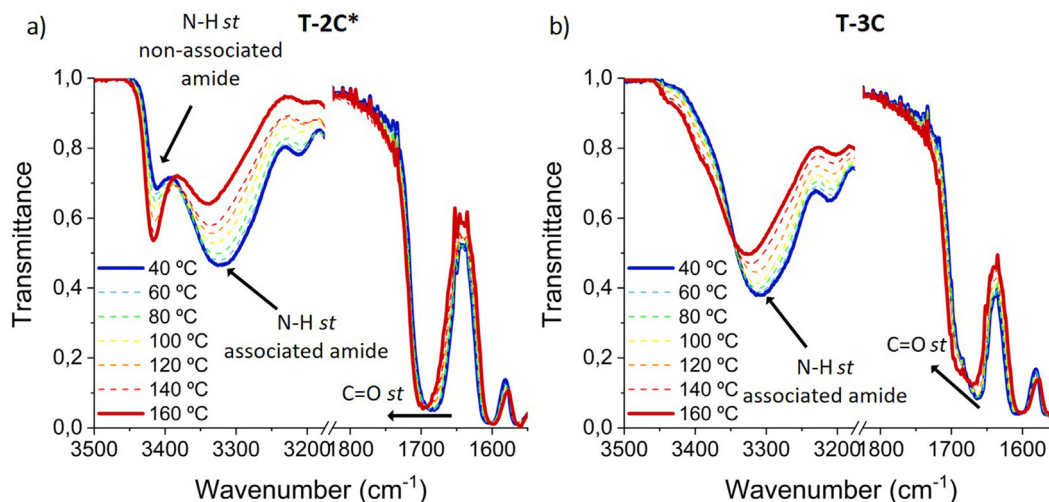 a)
T-2C*
N-H st
non-associated
amide
1,0
0,8
0,6
0,4
0,2
0,0
Transmittance
40 ºC
60 ºC
80 ºC
100 ºC
120 ºC
140 ºC
160 ºC
N-H st
associated amide
C=O st
3500
3400
3300
3200
1800
1700
1600
Wavenumber (cm-1)
b)
T-3C
1,0
0,8
0,6
0,4
0,2
0,0
Transmittance
40 ºC
60 ºC
80 ºC
100 ºC
120 ºC
140 ºC
160 ºC
C=O st
N-H st
associated amide
3500
3400
3300
3200
1800
1700
1600
Wavenumber (cm-1)